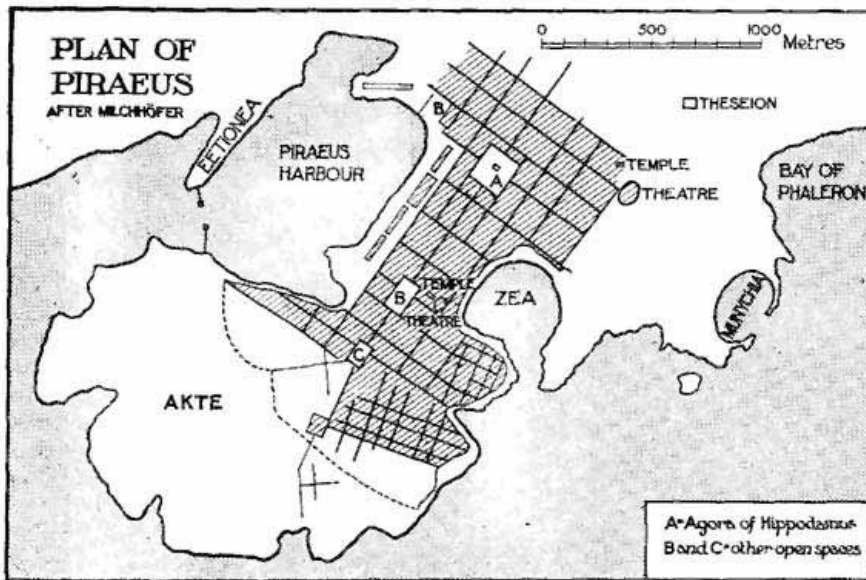 PLAN OF
PIRAEUS
AFTER MILCHHÖFER
0 500 1000
Metres
THESEION
EETIONEA
PIRAEUS
HARBOUR
B
A
TEMPLE
THEATRE
BAY OF
PHALERON
B
TEMPLE
THEATRE
ZEA
MUNYCHIA
C
AKTE
A=Agora of Hippodamus
B and C=other open spaces